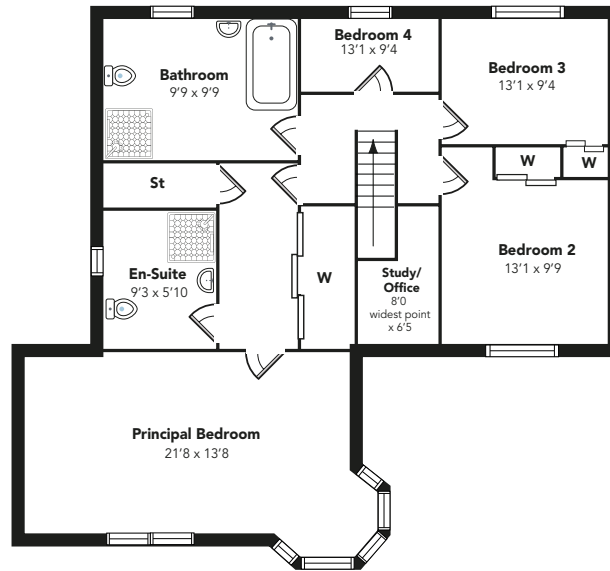 Bedroom 4
13'1 x 9'4
Bathroom
9'9 x 9'9
Bedroom 3
13'1 x 9'4
W
W
St
Bedroom 2
13'1 x 9'9
En-Suite
9'3 x 5'10
W
Study/
Office
8'0
widest point
x 6'5
Principal Bedroom
21'8 x 13'8